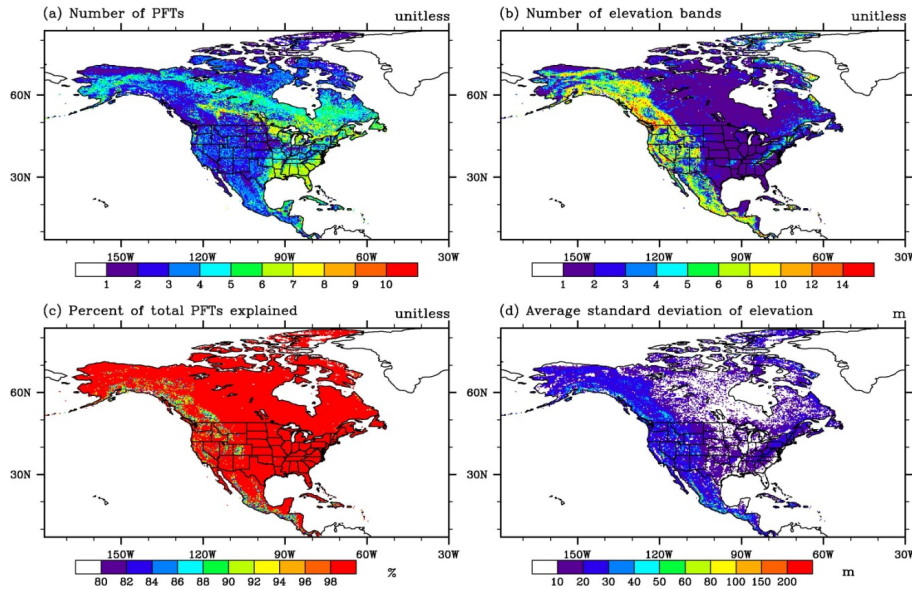 (a) Number of PFTs unitless
60N
30N
150W 120W 90W 60W 30W
1 2 3 4 5 6 7 8 9 10
(b) Number of elevation bands unitless
60N
30N
150W 120W 90W 60W 30W
1 2 3 4 5 6 8 10 12 14
(c) Percent of total PFTs explained unitless
60N
30N
150W 120W 90W 60W 30W
80 82 84 86 88 90 92 94 96 98 %
(d) Average standard deviation of elevation m
60N
30N
150W 120W 90W 60W 30W
10 20 30 40 50 60 80 100 150 200 m